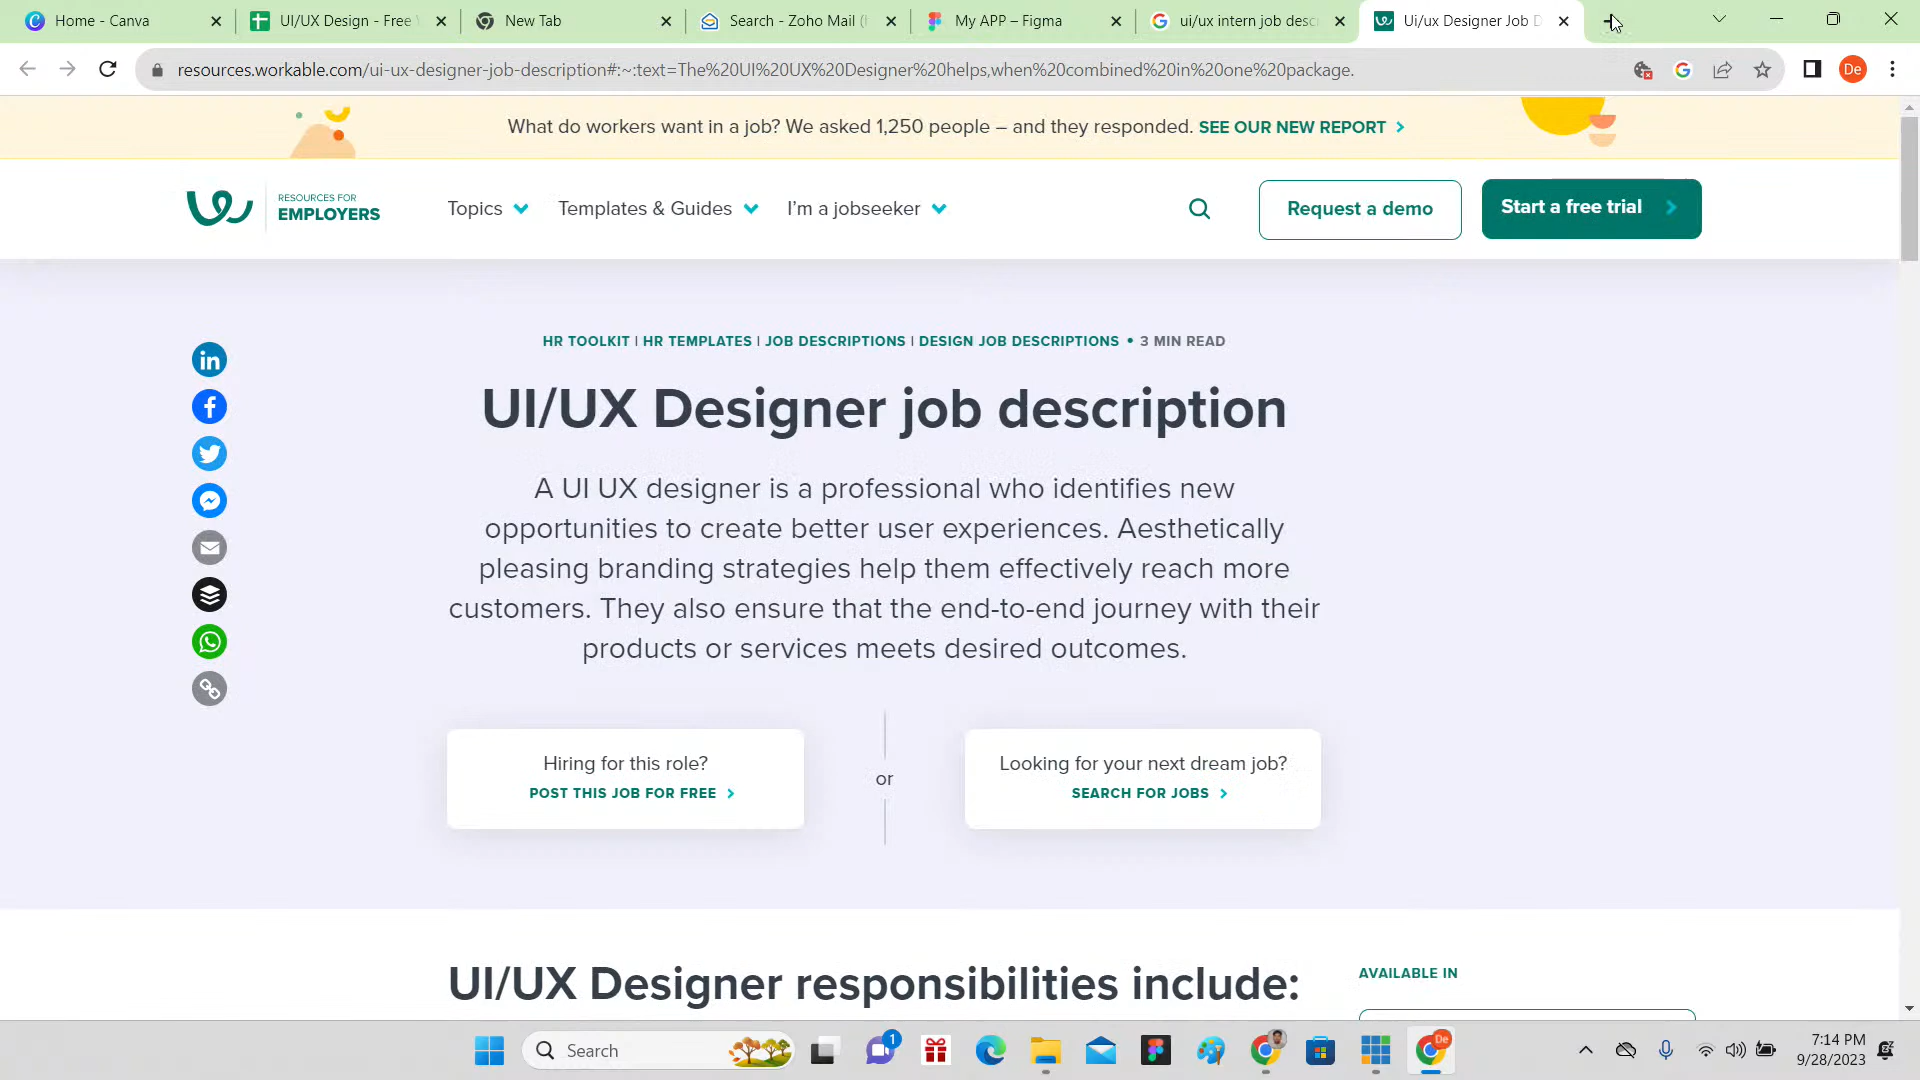 Home - Canva
UI/UX Design - Free
New Tab
Search - Zoho Mail
My APP – Figma
ui/ux intern job desc
Ui/ux Designer Job D
resources.workable.com/ui-ux-designer-job-description#:~:text=The%20UI%20UX%20Designer%20helps,when%20combined%20in%20one%20package.
De
What do workers want in a job? We asked 1,250 people – and they responded. SEE OUR NEW REPORT
RESOURCES FOR
EMPLOYERS
Topics
Templates & Guides
I'm a jobseeker
Request a demo
Start a free trial
HR TOOLKIT | HR TEMPLATES | JOB DESCRIPTIONS | DESIGN JOB DESCRIPTIONS • 3 MIN READ
UI/UX Designer job description
A UI UX designer is a professional who identifies new
opportunities to create better user experiences. Aesthetically
pleasing branding strategies help them effectively reach more
customers. They also ensure that the end-to-end journey with their
products or services meets desired outcomes.
Hiring for this role?
POST THIS JOB FOR FREE
or
Looking for your next dream job?
SEARCH FOR JOBS
UI/UX Designer responsibilities include:
AVAILABLE IN
Search
1
De
7:14 PM
9/28/2023